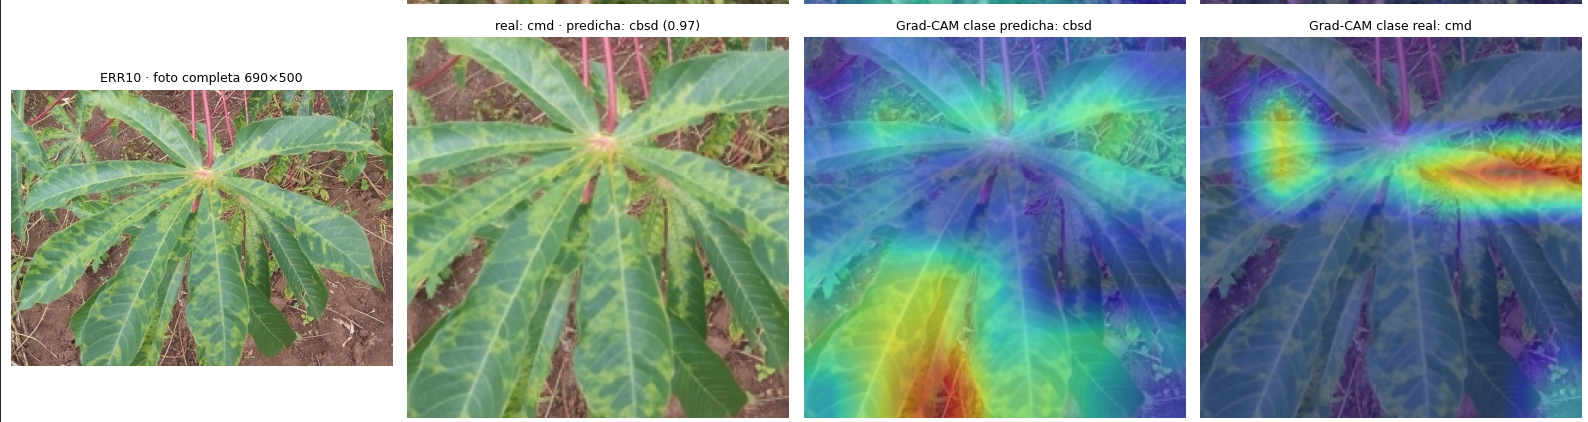 real: cmd · predicha: cbsd (0.97)
Grad-CAM clase predicha: cbsd
Grad-CAM clase real: cmd
ERR10 · foto completa 690×500